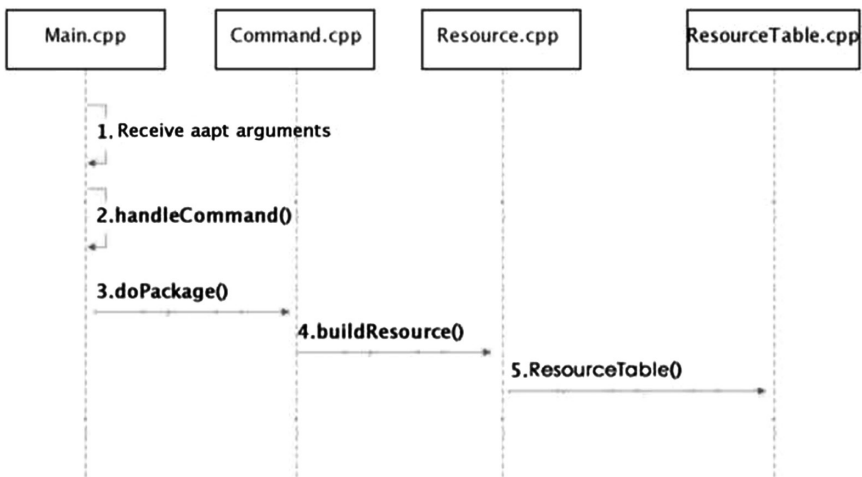 Main.cpp
Command.cpp
Resource.cpp
ResourceTable.cpp
1. Receive aapt arguments
2.handleCommand()
3.doPackage()
4.buildResource()
5.ResourceTable()